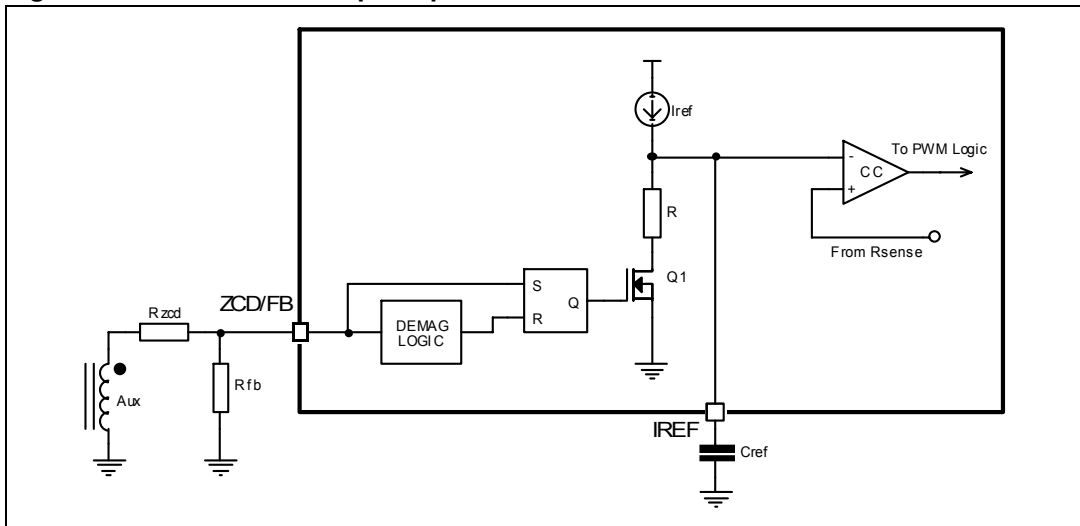 Iref
To PWM Logic
-
CC
+
R
From Rsense
Q1
S
Q
R
ZCD/FB
Rzcd
DEMAG
LOGIC
Rfb
Aux
IREF
Cref